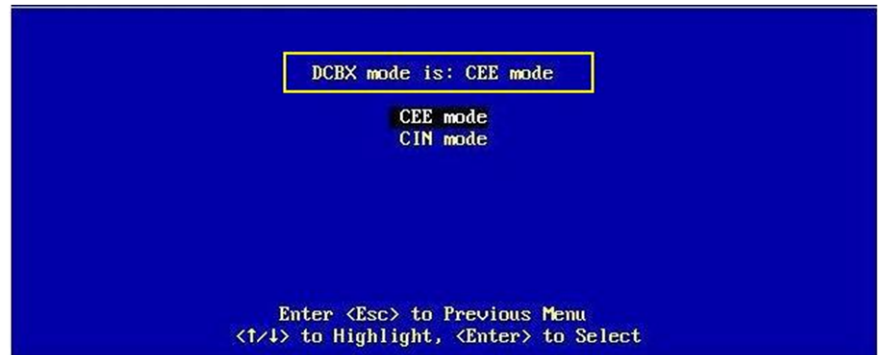 DCBX mode is: CEE mode
CEE mode
CIN mode
Enter <Esc> to Previous Menu
<↑/↓> to Highlight, <Enter> to Select